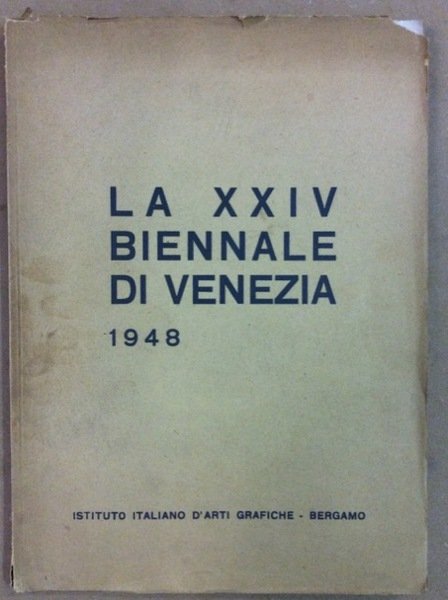 LA XXIV
BIENNALE
DI VENEZIA
1948
ISTITUTO ITALIANO D'ARTI GRAFICHE - BERGAMO